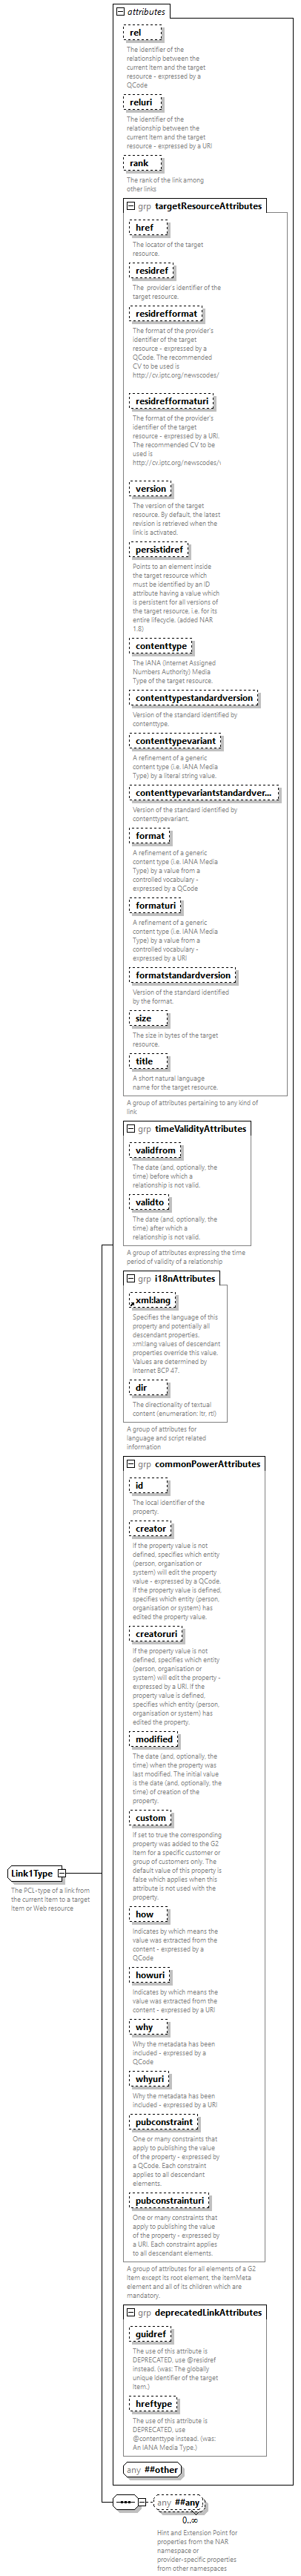 attributes
rel
The identifier of the
relationship between the
current Item and the target
resource - expressed by a
QCode
reluri
The identifier of the
relationship between the
current Item and the target
resource - expressed by a URI
rank
The rank of the link among
other links
grp targetResourceAttributes
href
The locator of the target
resource.
residref
The provider's identifier of the
target resource.
residrefformat
The format of the provider's
identifier of the target
resource - expressed by a
QCode. The recommended
CV to be used is
http://cv.iptc.org/newscodes/
residrefformaturi
The format of the provider's
identifier of the target
resource - expressed by a URI.
The recommended CV to be
used is
http://cv.iptc.org/newscodes/
version
The version of the target
resource. By default, the latest
revision is retrieved when the
link is activated.
persistidref
Points to an element inside
the target resource which
must be identified by an ID
attribute having a value which
is persistent for all versions of
the target resource, i.e. for its
entire lifecycle. (added NAR
1.8)
contenttype
The IANA (Internet Assigned
Numbers Authority) Media
Type of the target resource.
contenttypestandardversion
Version of the standard identified by
contenttype.
contenttypevariant
A refinement of a generic
content type (i.e. IANA Media
Type) by a literal string value.
contenttypevariantstandardver...
Version of the standard identified by
contenttypevariant.
format
A refinement of a generic
content type (i.e. IANA Media
Type) by a value from a
controlled vocabulary -
expressed by a QCode
formaturi
A refinement of a generic
content type (i.e. IANA Media
Type) by a value from a
controlled vocabulary -
expressed by a URI
formatstandardversion
Version of the standard identified
by the format.
size
The size in bytes of the target
resource.
title
A short natural language
name for the target resource.
A group of attributes pertaining to any kind of
link
grp timeValidityAttributes
validfrom
The date (and, optionally, the
time) before which a
relationship is not valid.
validto
The date (and, optionally, the
time) after which a
relationship is not valid.
A group of attributes expressing the time
period of validity of a relationship
grp i18nAttributes
xml:lang
Specifies the language of this
property and potentially all
descendant properties.
xml:lang values of descendant
properties override this value.
Values are determined by
Internet BCP 47.
dir
The directionality of textual
content (enumeration: ltr, rtl)
A group of attributes for
language and script related
information
grp commonPowerAttributes
id
The local identifier of the
property.
creator
If the property value is not
defined, specifies which entity
(person, organisation or
system) will edit the property
value - expressed by a QCode.
If the property value is defined,
specifies which entity (person,
organisation or system) has
edited the property value.
creatoruri
If the property value is not
defined, specifies which entity
(person, organisation or
system) will edit the property -
expressed by a URI. If the
property value is defined,
specifies which entity (person,
organisation or system) has
edited the property.
modified
The date (and, optionally, the
time) when the property was
last modified. The initial value
is the date (and, optionally, the
time) of creation of the
property.
custom
If set to true the corresponding
property was added to the G2
Item for a specific customer or
group of customers only. The
default value of this property is
false which applies when this
attribute is not used with the
property.
how
Indicates by which means the
value was extracted from the
content - expressed by a
QCode
howuri
Indicates by which means the
value was extracted from the
content - expressed by a URI
why
Why the metadata has been
included - expressed by a
QCode
whyuri
Why the metadata has been
included - expressed by a URI
pubconstraint
One or many constraints that
apply to publishing the value
of the property - expressed by
a QCode. Each constraint
applies to all descendant
elements.
pubconstrainturi
One or many constraints that
apply to publishing the value
of the property - expressed by
a URI. Each constraint applies
to all descendant elements.
A group of attributes for all elements of a G2
Item except its root element, the itemMeta
element and all of its children which are
mandatory.
grp deprecatedLinkAttributes
guidref
The use of this attribute is
DEPRECATED, use @residref
instead. (was: The globally
unique identifier of the target
Item.)
hreftype
The use of this attribute is
DEPRECATED, use
@contenttype instead. (was:
An IANA Media Type.)
any ##other
Link1Type
The PCL-type of a link from
the current Item to a target
Item or Web resource
any ##any
0..∞
Hint and Extension Point for
properties from the NAR
namespace or
provider-specific properties
from other namespaces